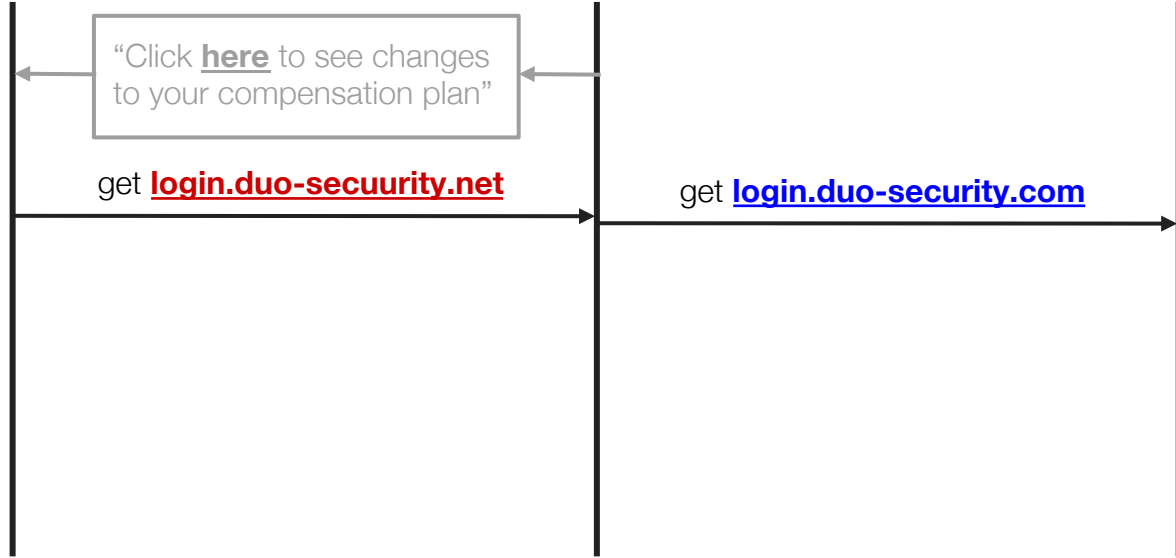 “Click here to see changes
to your compensation plan”
get login.duo-secuurity.net
get login.duo-security.com